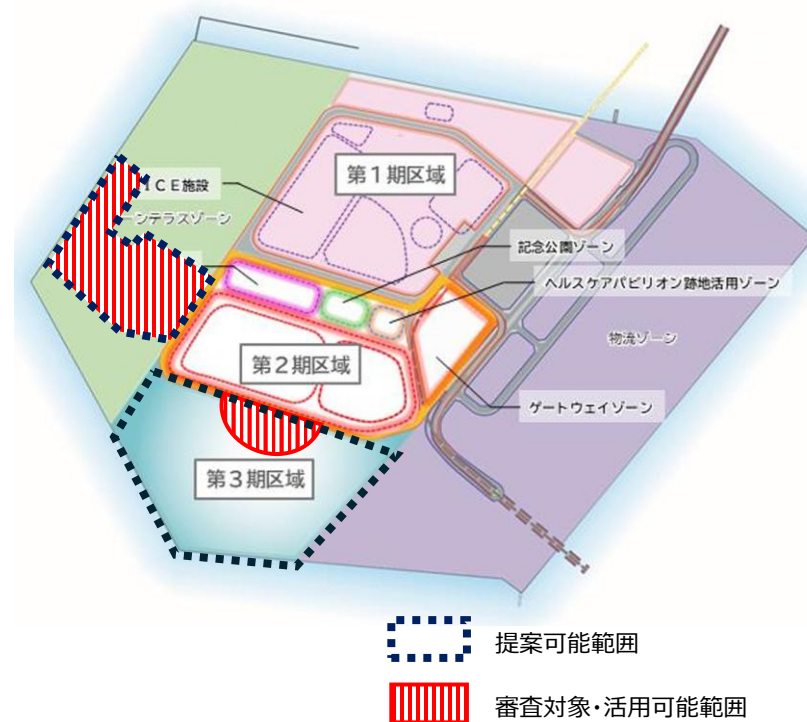 第1期区域
ICE施設
ーンテラスゾーン
記念公園ゾーン
ヘルスケアパビリオン跡地活用ゾーン
物流ゾーン
第2期区域
ゲートウェイゾーン
第3期区域
提案可能範囲
審査対象・活用可能範囲